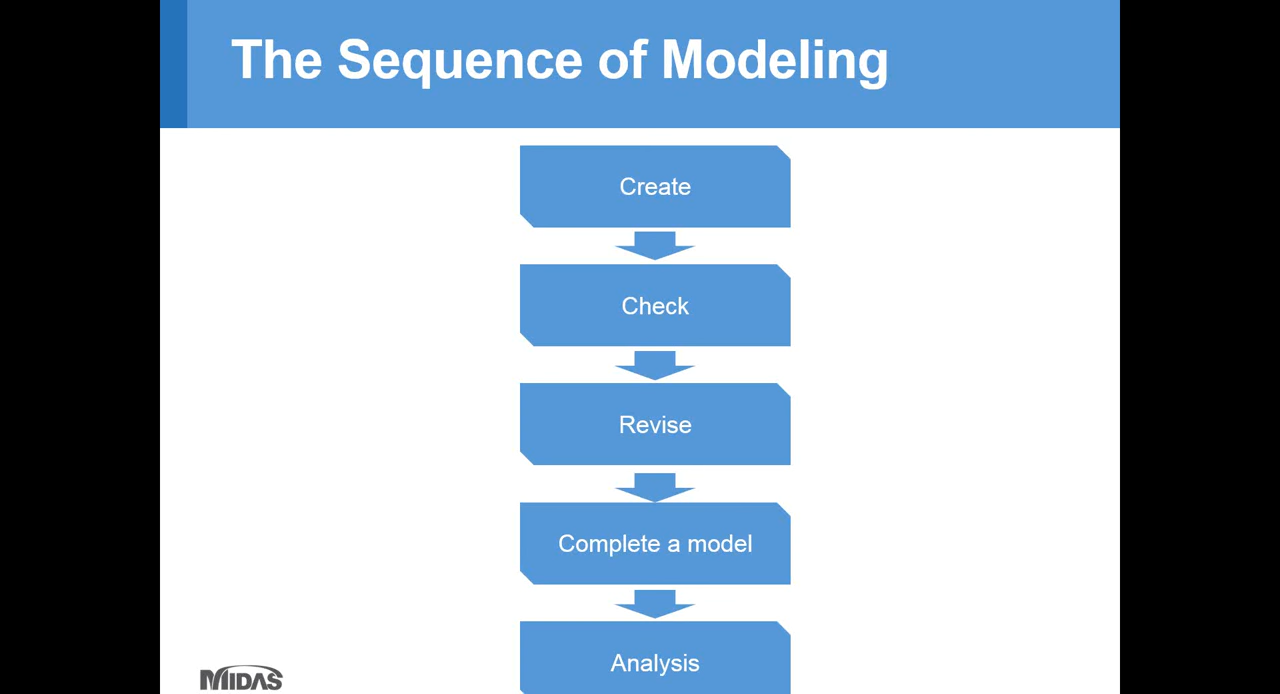 The Sequence of Modeling
Create
Check
Revise
Complete a model
Analysis
MIDAS